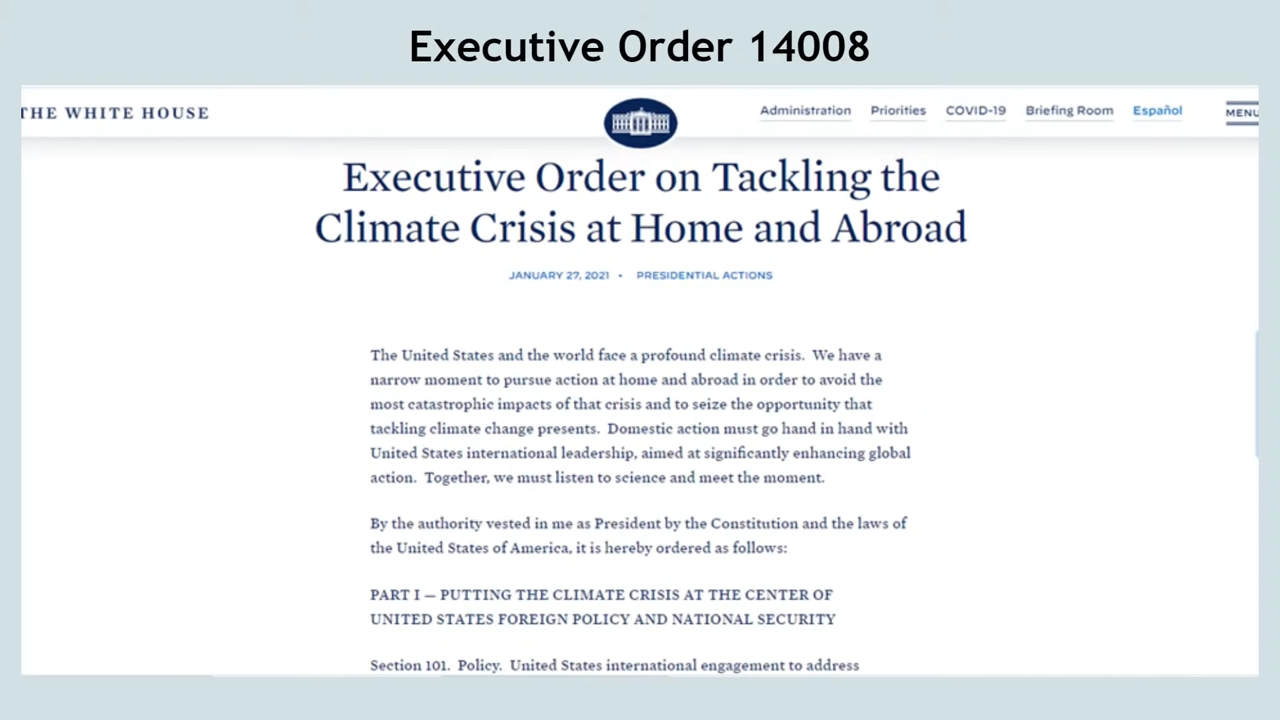 Executive Order 14008
THE WHITE HOUSE
Administration Priorities COVID-19 Briefing Room Español MENU
Executive Order on Tackling the
Climate Crisis at Home and Abroad
JANUARY 27, 2021 • PRESIDENTIAL ACTIONS
The United States and the world face a profound climate crisis. We have a
narrow moment to pursue action at home and abroad in order to avoid the
most catastrophic impacts of that crisis and to seize the opportunity that
tackling climate change presents. Domestic action must go hand in hand with
United States international leadership, aimed at significantly enhancing global
action. Together, we must listen to science and meet the moment.
By the authority vested in me as President by the Constitution and the laws of
the United States of America, it is hereby ordered as follows:
PART I — PUTTING THE CLIMATE CRISIS AT THE CENTER OF
UNITED STATES FOREIGN POLICY AND NATIONAL SECURITY
Section 101. Policy. United States international engagement to address